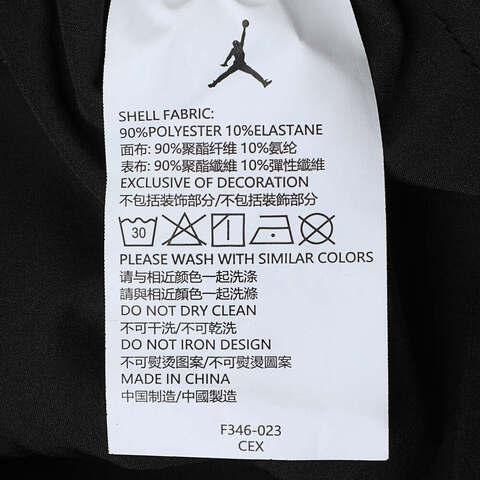 SHELL FABRIC:
90%POLYESTER 10%ELASTANE
面布: 90%聚酯纤维 10%氨纶
表布: 90%聚酯纖維 10%彈性纖維
EXCLUSIVE OF DECORATION
不包括装饰部分/不包括裝飾部分
30
PLEASE WASH WITH SIMILAR COLORS
请与相近颜色一起洗涤
請與相近顏色一起洗滌
DO NOT DRY CLEAN
不可干洗/不可乾洗
DO NOT IRON DESIGN
不可熨烫图案/不可熨燙圖案
MADE IN CHINA
中国制造/中國製造
F346-023
CEX